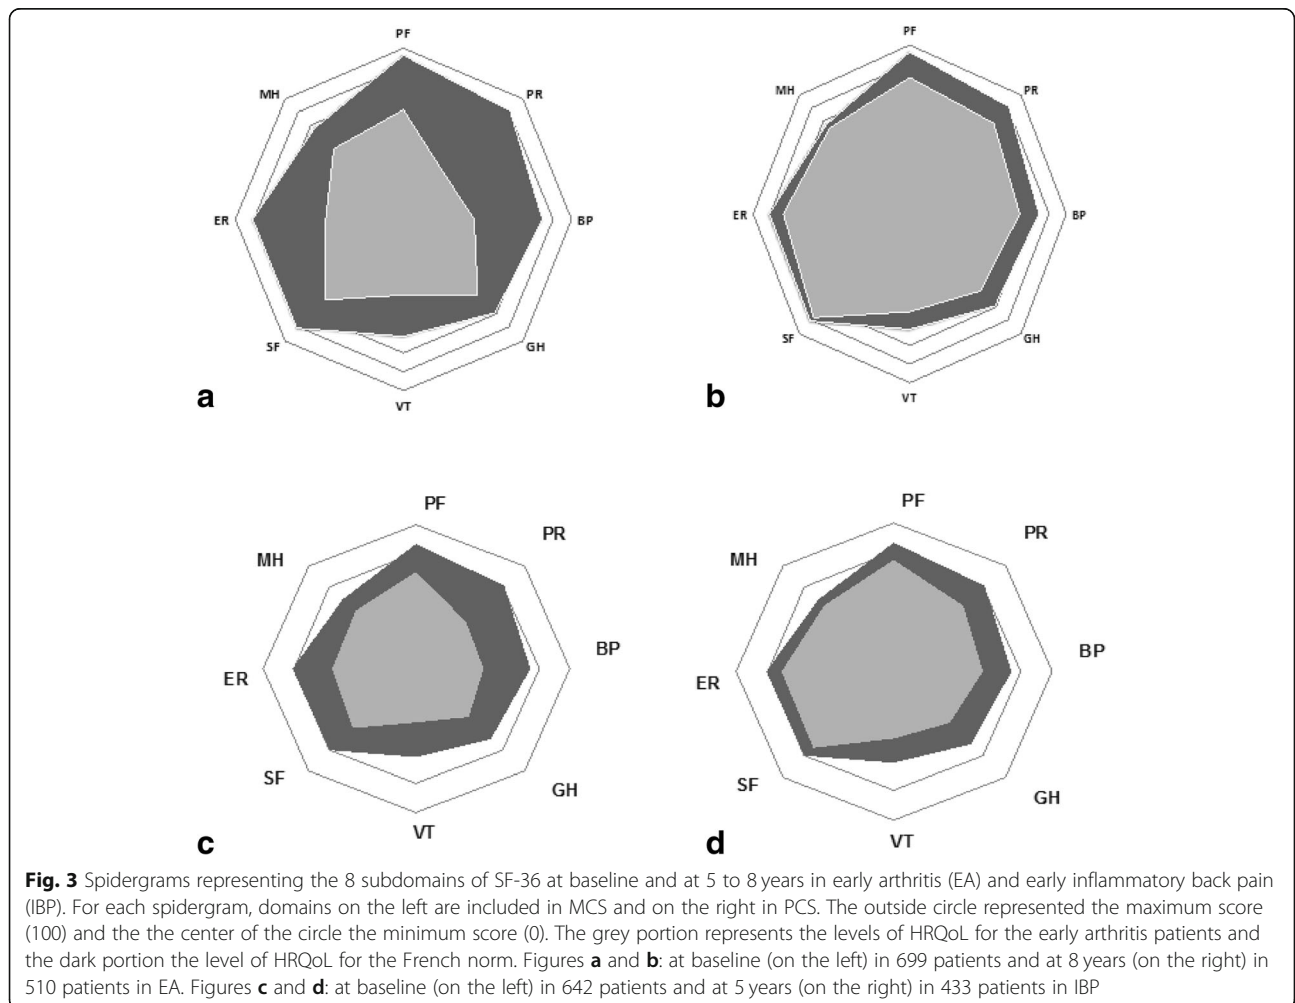 PF
PR
BP
GH
VT
SF
ER
MH
a
PF
PR
BP
GH
VT
SF
ER
MH
b
PF
PR
BP
GH
VT
SF
ER
MH
c
PF
PR
BP
GH
VT
SF
ER
MH
d
Fig. 3 Spidergrams representing the 8 subdomains of SF-36 at baseline and at 5 to 8 years in early arthritis (EA) and early inflammatory back pain
(IBP). For each spidergram, domains on the left are included in MCS and on the right in PCS. The outside circle represented the maximum score
(100) and the the center of the circle the minimum score (0). The grey portion represents the levels of HRQoL for the early arthritis patients and
the dark portion the level of HRQoL for the French norm. Figures a and b: at baseline (on the left) in 699 patients and at 8 years (on the right) in
510 patients in EA. Figures c and d: at baseline (on the left) in 642 patients and at 5 years (on the right) in 433 patients in IBP